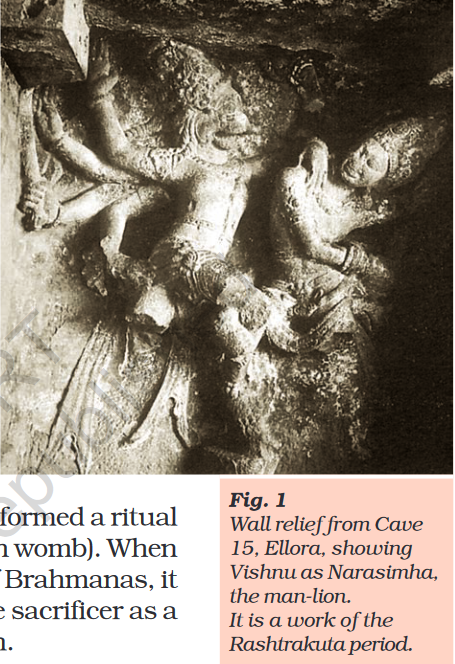 formed a ritual
womb). When
Brahmanas, it
sacrificer as a
Fig. 1
Wall relief from Cave
15, Ellora, showing
Vishnu as Narasimha,
the man-lion.
It is a work of the
Rashtrakuta period.